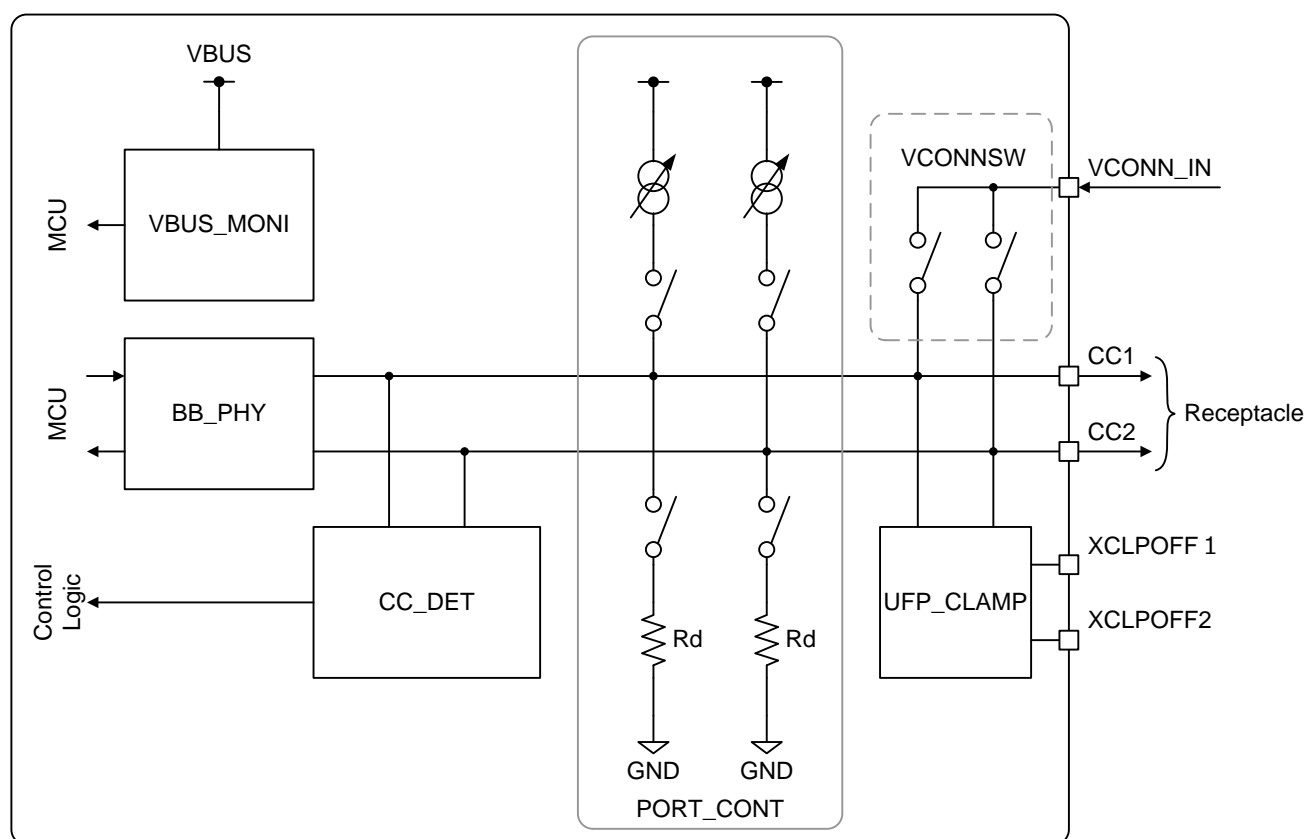 VBUS
VCONNSW
VCONN_IN
MCU
VBUS_MONI
CC1
MCU
BB_PHY
Receptacle
CC2
XCLPOFF 1
Control
Logic
CC_DET
UFP_CLAMP
Rd
Rd
XCLPOFF2
GND
GND
PORT_CONT